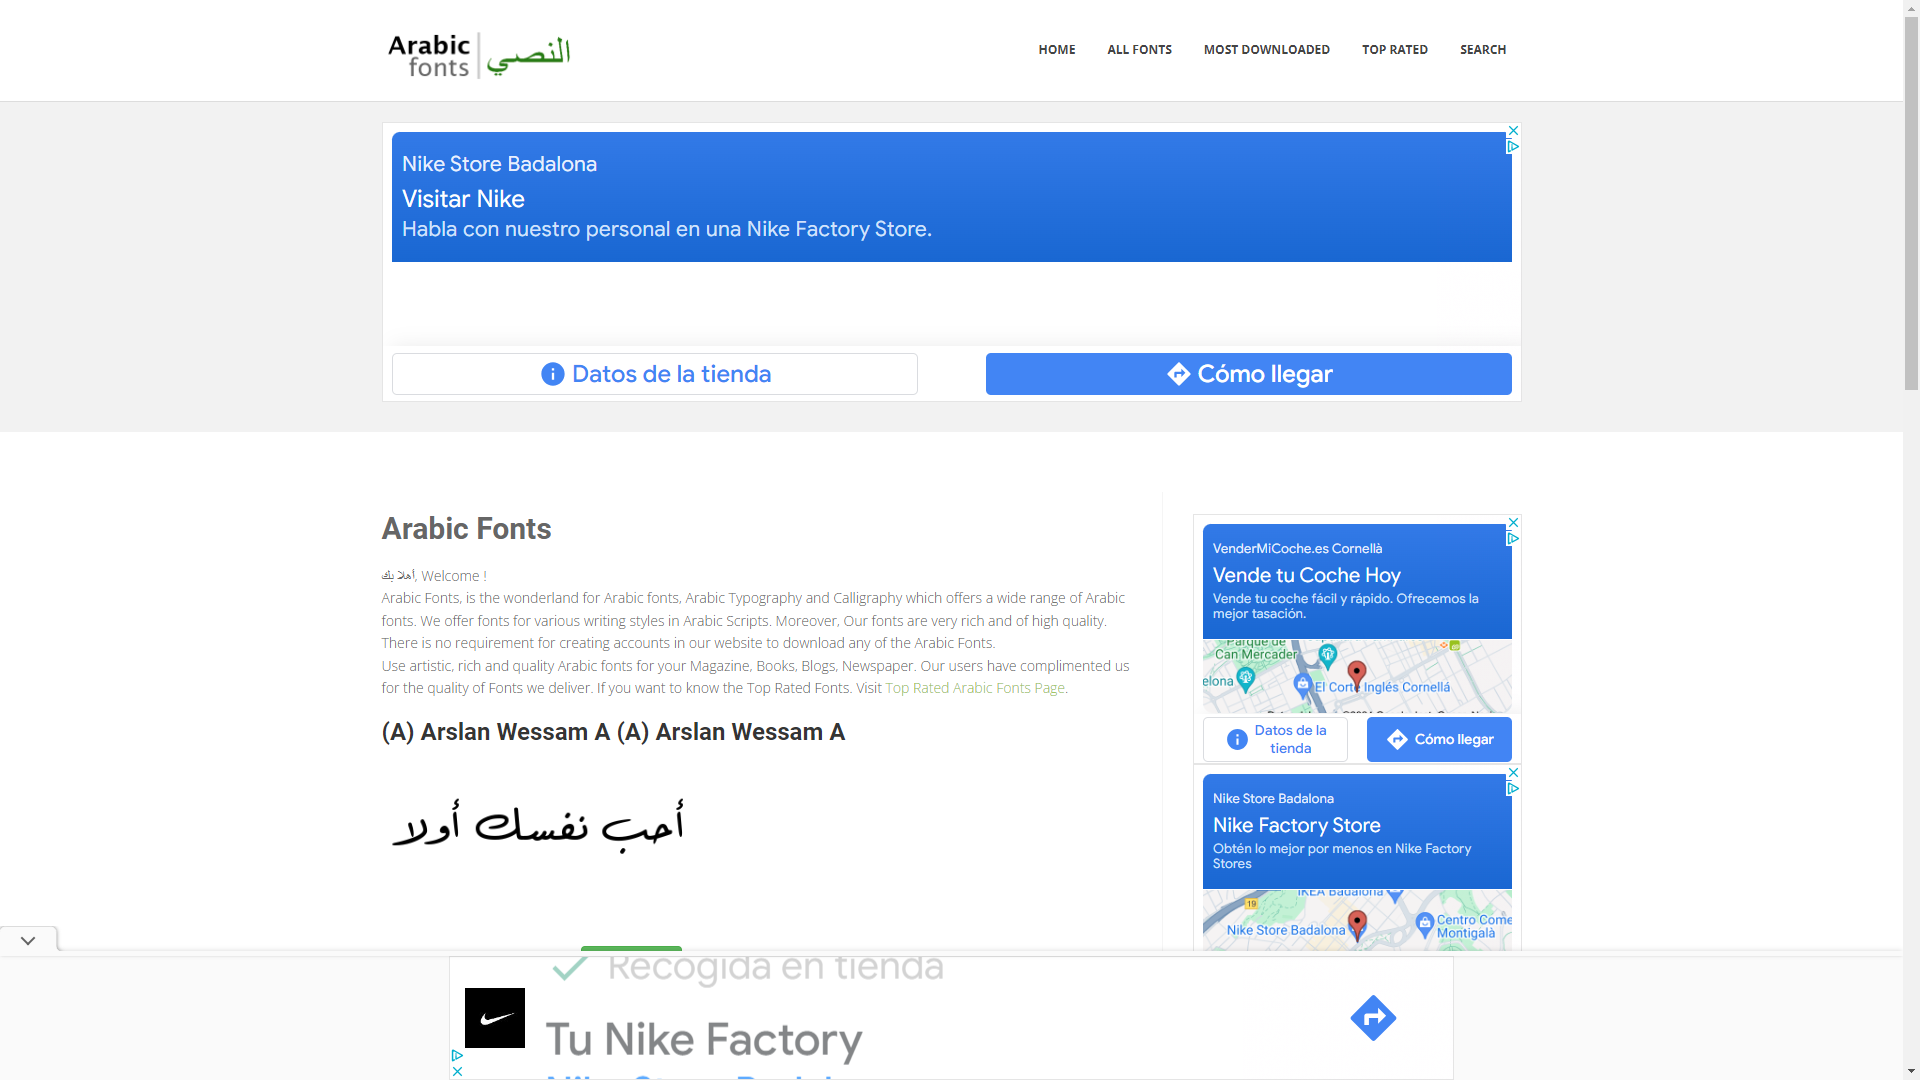 Arabic
fonts
النصي
HOME
ALL FONTS
MOST DOWNLOADED
TOP RATED
SEARCH
Nike Store Badalona
Visitar Nike
Habla con nuestro personal en una Nike Factory Store.
Datos de la tienda
Cómo llegar
Arabic Fonts
أهلا بك, Welcome !
Arabic Fonts, is the wonderland for Arabic fonts, Arabic Typography and Calligraphy which offers a wide range of Arabic
fonts. We offer fonts for various writing styles in Arabic Scripts. Moreover, Our fonts are very rich and of high quality.
There is no requirement for creating accounts in our website to download any of the Arabic Fonts.
Use artistic, rich and quality Arabic fonts for your Magazine, Books, Blogs, Newspaper. Our users have complimented us
for the quality of Fonts we deliver. If you want to know the Top Rated Fonts. Visit Top Rated Arabic Fonts Page.
(A) Arslan Wessam A (A) Arslan Wessam A
أحب نفسك أولا
VenderMiCoche.es Cornellà
Vende tu Coche Hoy
Vende tu coche fácil y rápido. Ofrecemos la
mejor tasación.
Parque de
Can Mercader
elona
El Corte Inglés Cornellá
Datos de la
tienda
Cómo llegar
Nike Store Badalona
Nike Factory Store
Obtén lo mejor por menos en Nike Factory
Stores
IKEA Badalona
19
Nike Store Badalona
Centro Come
Montigalà
Recogida en tienda
Tu Nike Factory